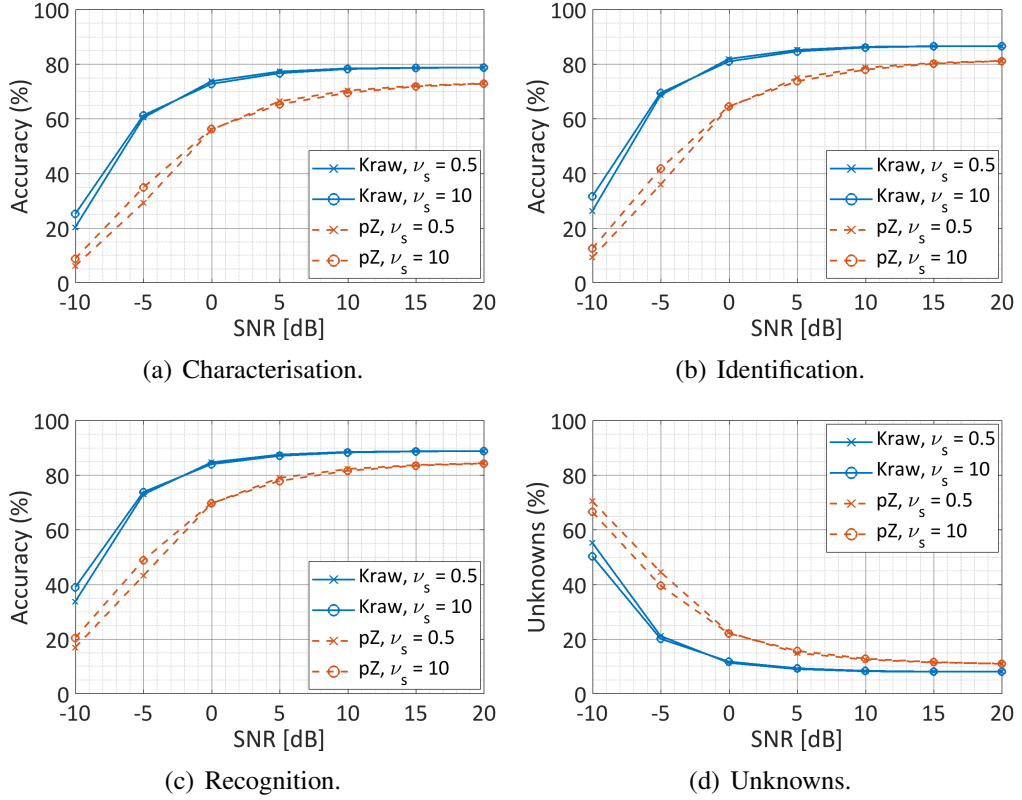 100
80
60
40
20
0
Accuracy (%)
-10 -5 0 5 10 15 20
SNR [dB]
Kraw, νs = 0.5
Kraw, νs = 10
pZ, νs = 0.5
pZ, νs = 10
(a) Characterisation.
100
80
60
40
20
0
Accuracy (%)
-10 -5 0 5 10 15 20
SNR [dB]
Kraw, νs = 0.5
Kraw, νs = 10
pZ, νs = 0.5
pZ, νs = 10
(b) Identification.
100
80
60
40
20
0
Accuracy (%)
-10 -5 0 5 10 15 20
SNR [dB]
Kraw, νs = 0.5
Kraw, νs = 10
pZ, νs = 0.5
pZ, νs = 10
(c) Recognition.
100
80
60
40
20
0
Unknowns (%)
-10 -5 0 5 10 15 20
SNR [dB]
Kraw, νs = 0.5
Kraw, νs = 10
pZ, νs = 0.5
pZ, νs = 10
(d) Unknowns.